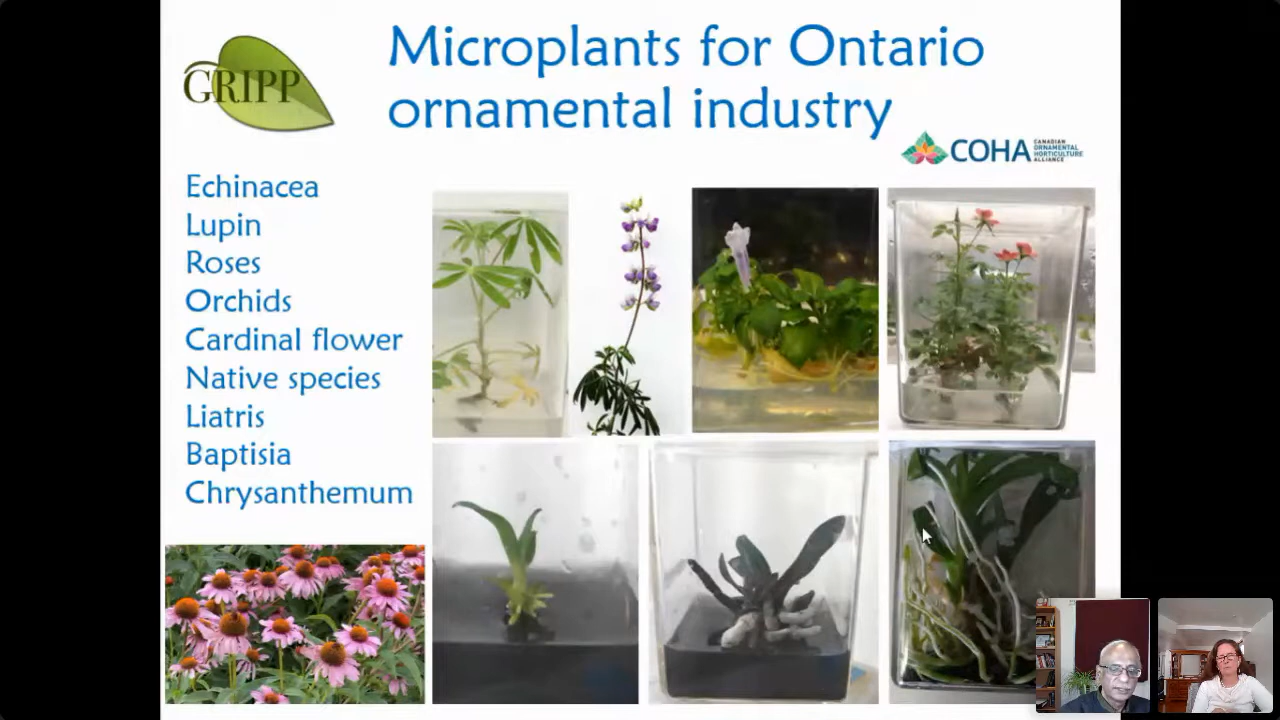 GRIPP
Microplants for Ontario
ornamental industry
COHA
CANADIAN
ORNAMENTAL
HORTICULTURE
ALLIANCE
Echinacea
Lupin
Roses
Orchids
Cardinal flower
Native species
Liatris
Baptisia
Chrysanthemum